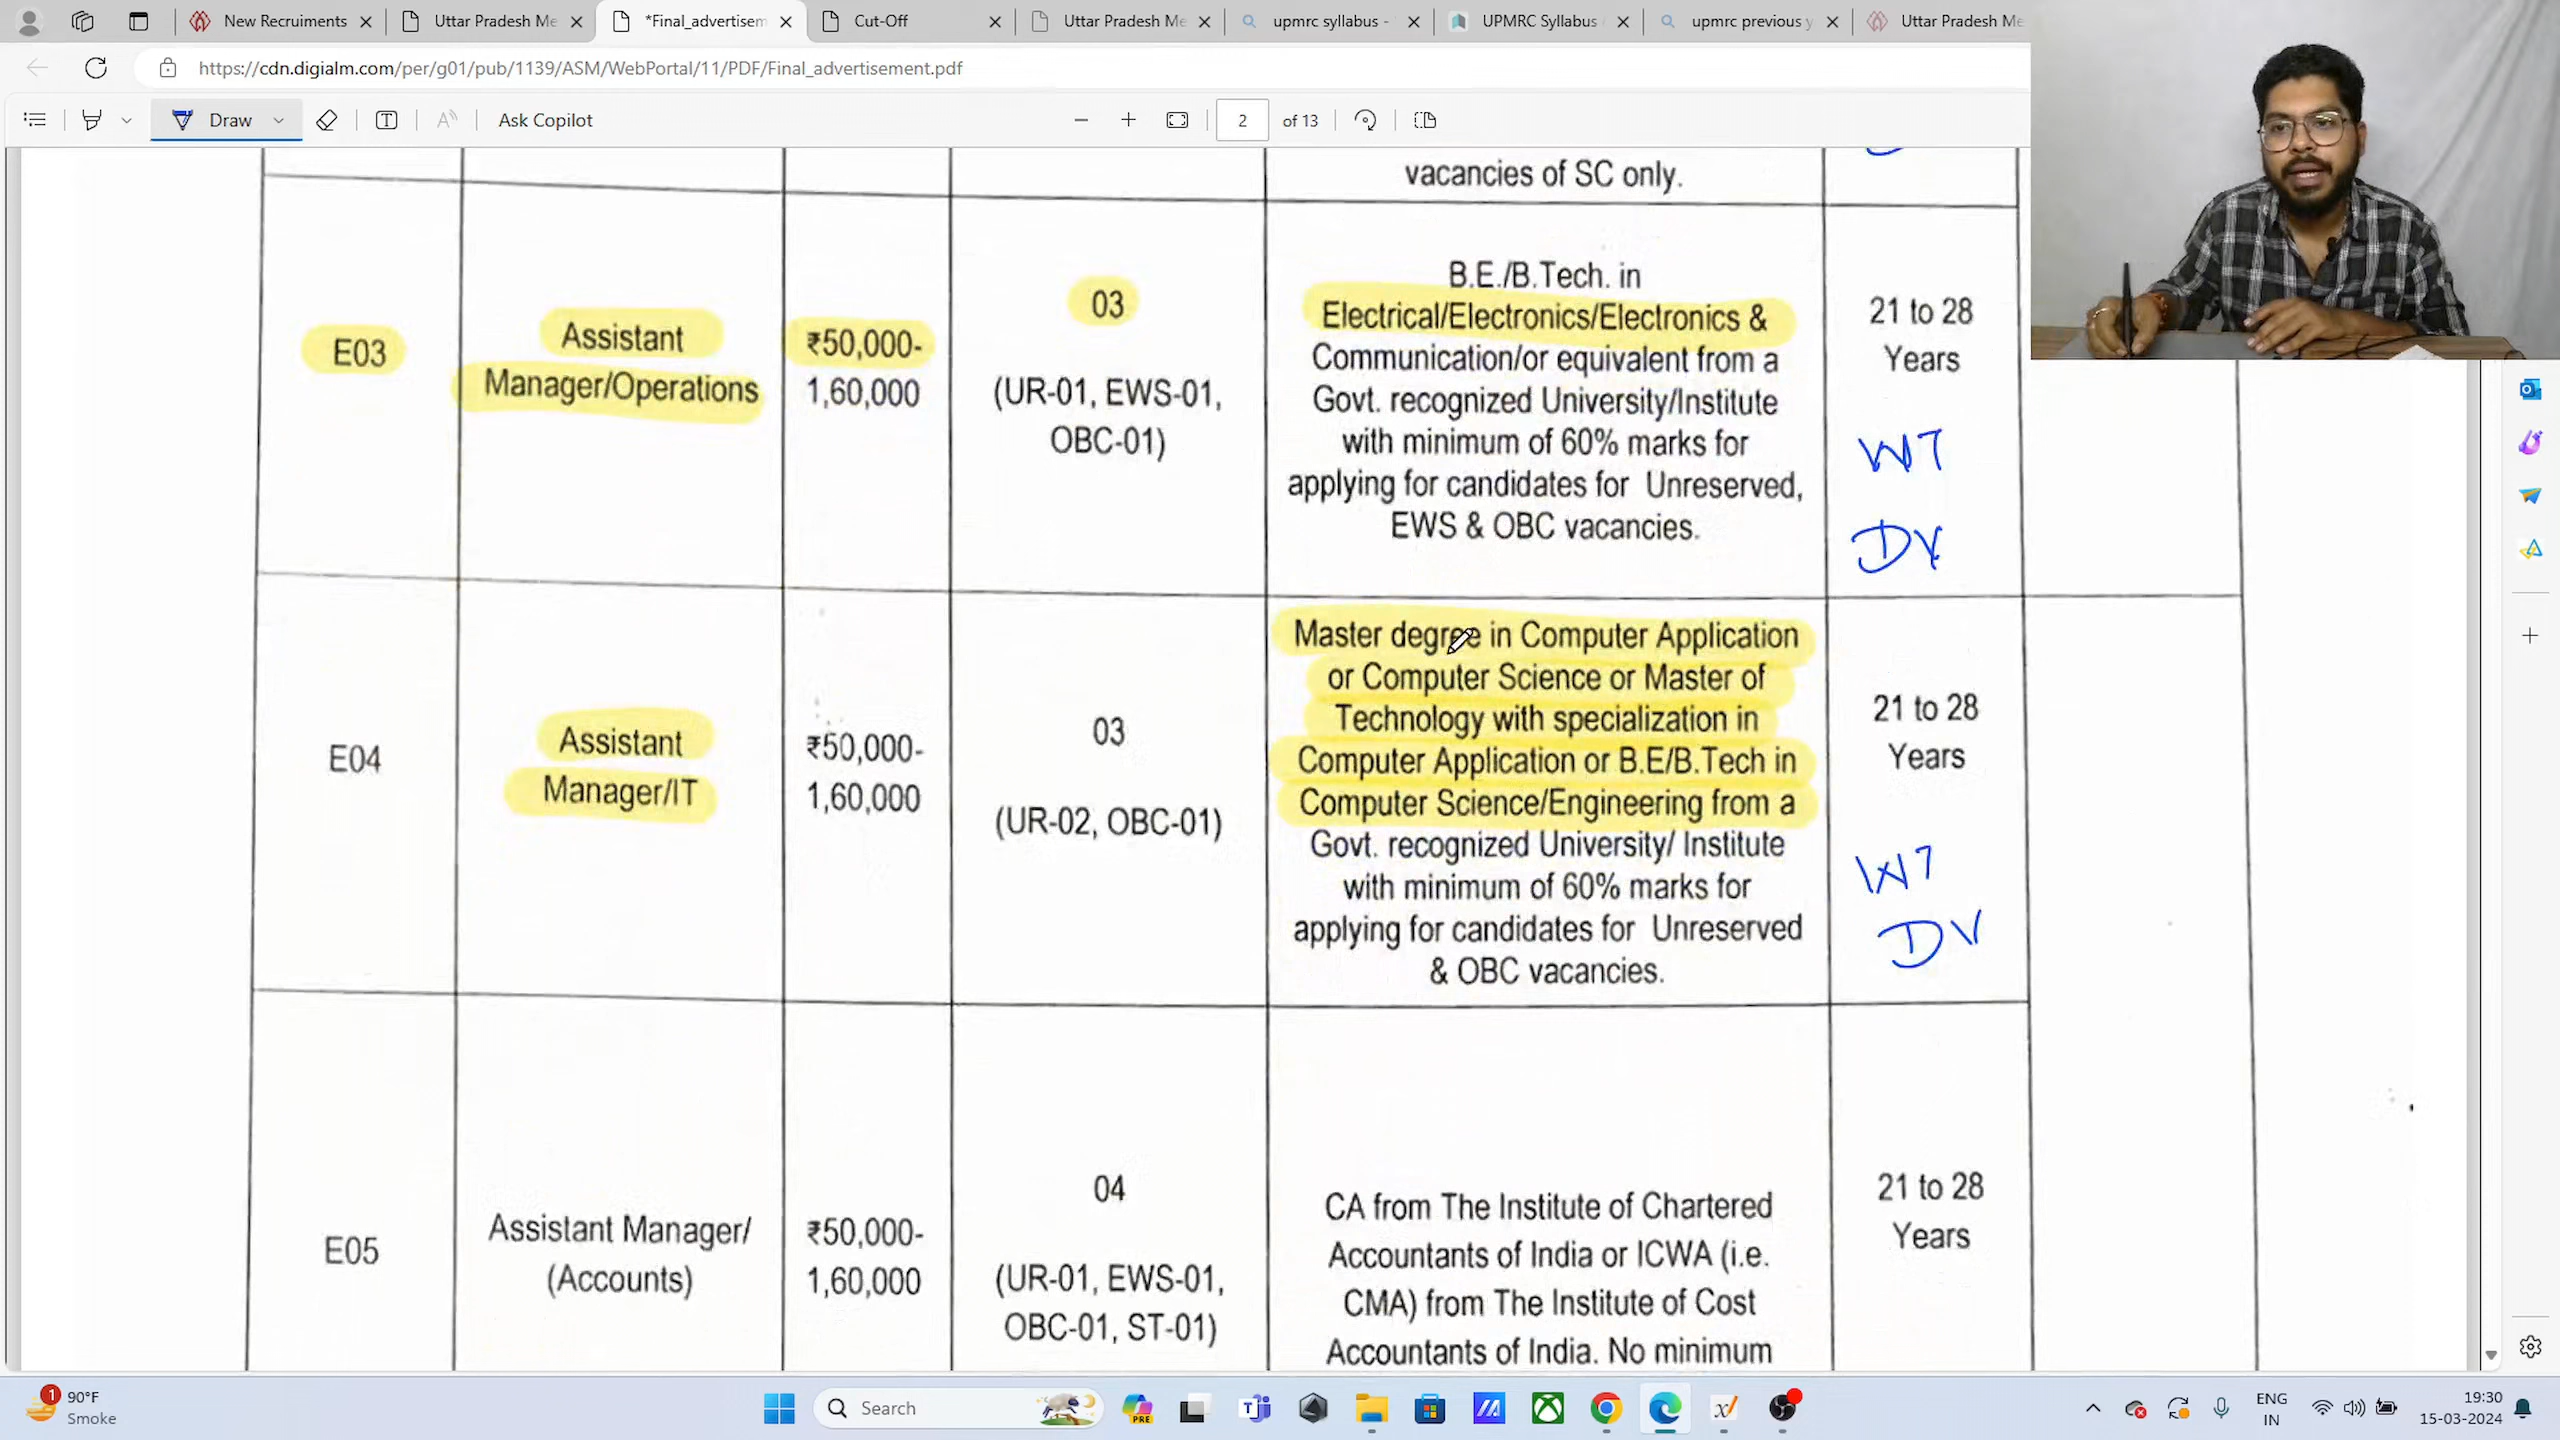 New Recruiments
Uttar Pradesh Me
*Final_advertisem
Cut-Off
Uttar Pradesh Me
upmrc syllabus -
UPMRC Syllabus
upmrc previous y
Uttar Pradesh Me
https://cdn.digialm.com/per/g01/pub/1139/ASM/WebPortal/11/PDF/Final_advertisement.pdf
Draw
Ask Copilot
2 of 13
vacancies of SC only.
E03
Assistant
Manager/Operations
₹50,000-
1,60,000
03
(UR-01, EWS-01,
OBC-01)
B.E./B.Tech. in
Electrical/Electronics/Electronics &
Communication/or equivalent from a
Govt. recognized University/Institute
with minimum of 60% marks for
applying for candidates for Unreserved,
EWS & OBC vacancies.
21 to 28
Years
WT
DV
E04
Assistant
Manager/IT
₹50,000-
1,60,000
03
(UR-02, OBC-01)
Master degree in Computer Application
or Computer Science or Master of
Technology with specialization in
Computer Application or B.E/B.Tech in
Computer Science/Engineering from a
Govt. recognized University/ Institute
with minimum of 60% marks for
applying for candidates for Unreserved
& OBC vacancies.
21 to 28
Years
WT
DV
E05
Assistant Manager/
(Accounts)
₹50,000-
1,60,000
04
(UR-01, EWS-01,
OBC-01, ST-01)
CA from The Institute of Chartered
Accountants of India or ICWA (i.e.
CMA) from The Institute of Cost
Accountants of India. No minimum
21 to 28
Years
1
90°F
Smoke
Search
PRE
ENG
IN
19:30
15-03-2024